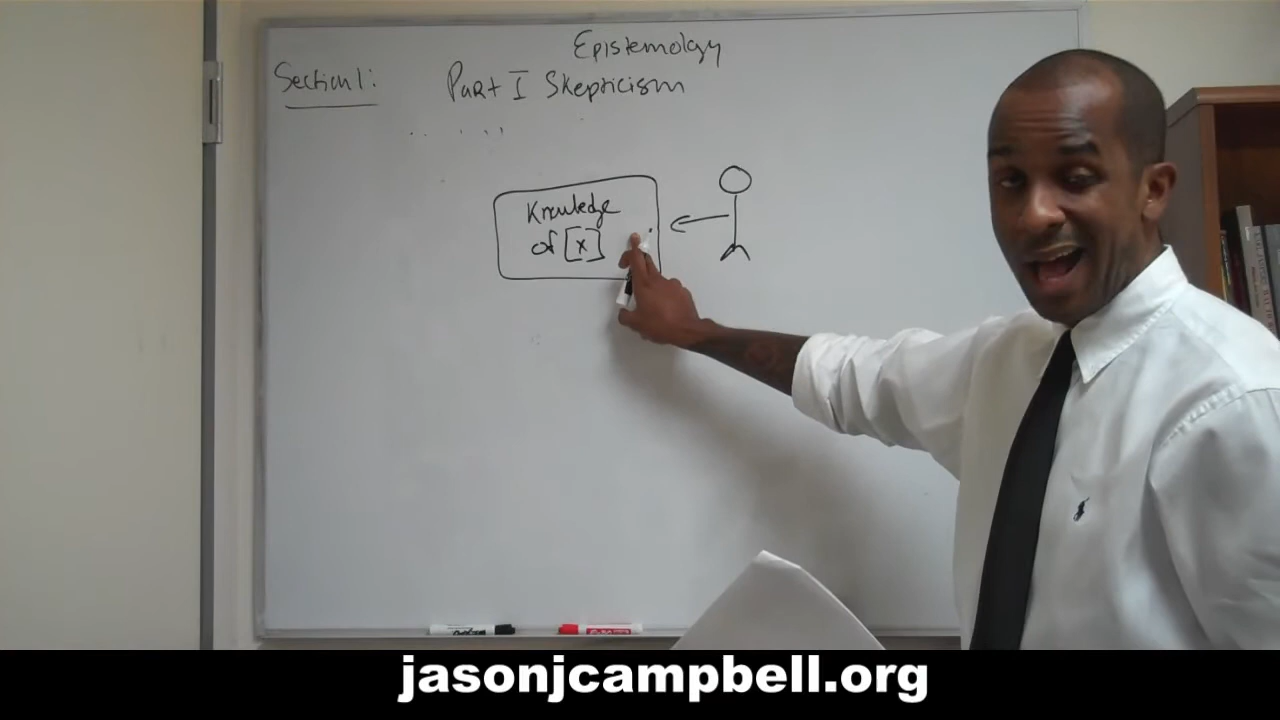 Epistemology
Section 1:
Part I Skepticism
Knowledge
of [x]
jasonjcampbell.org